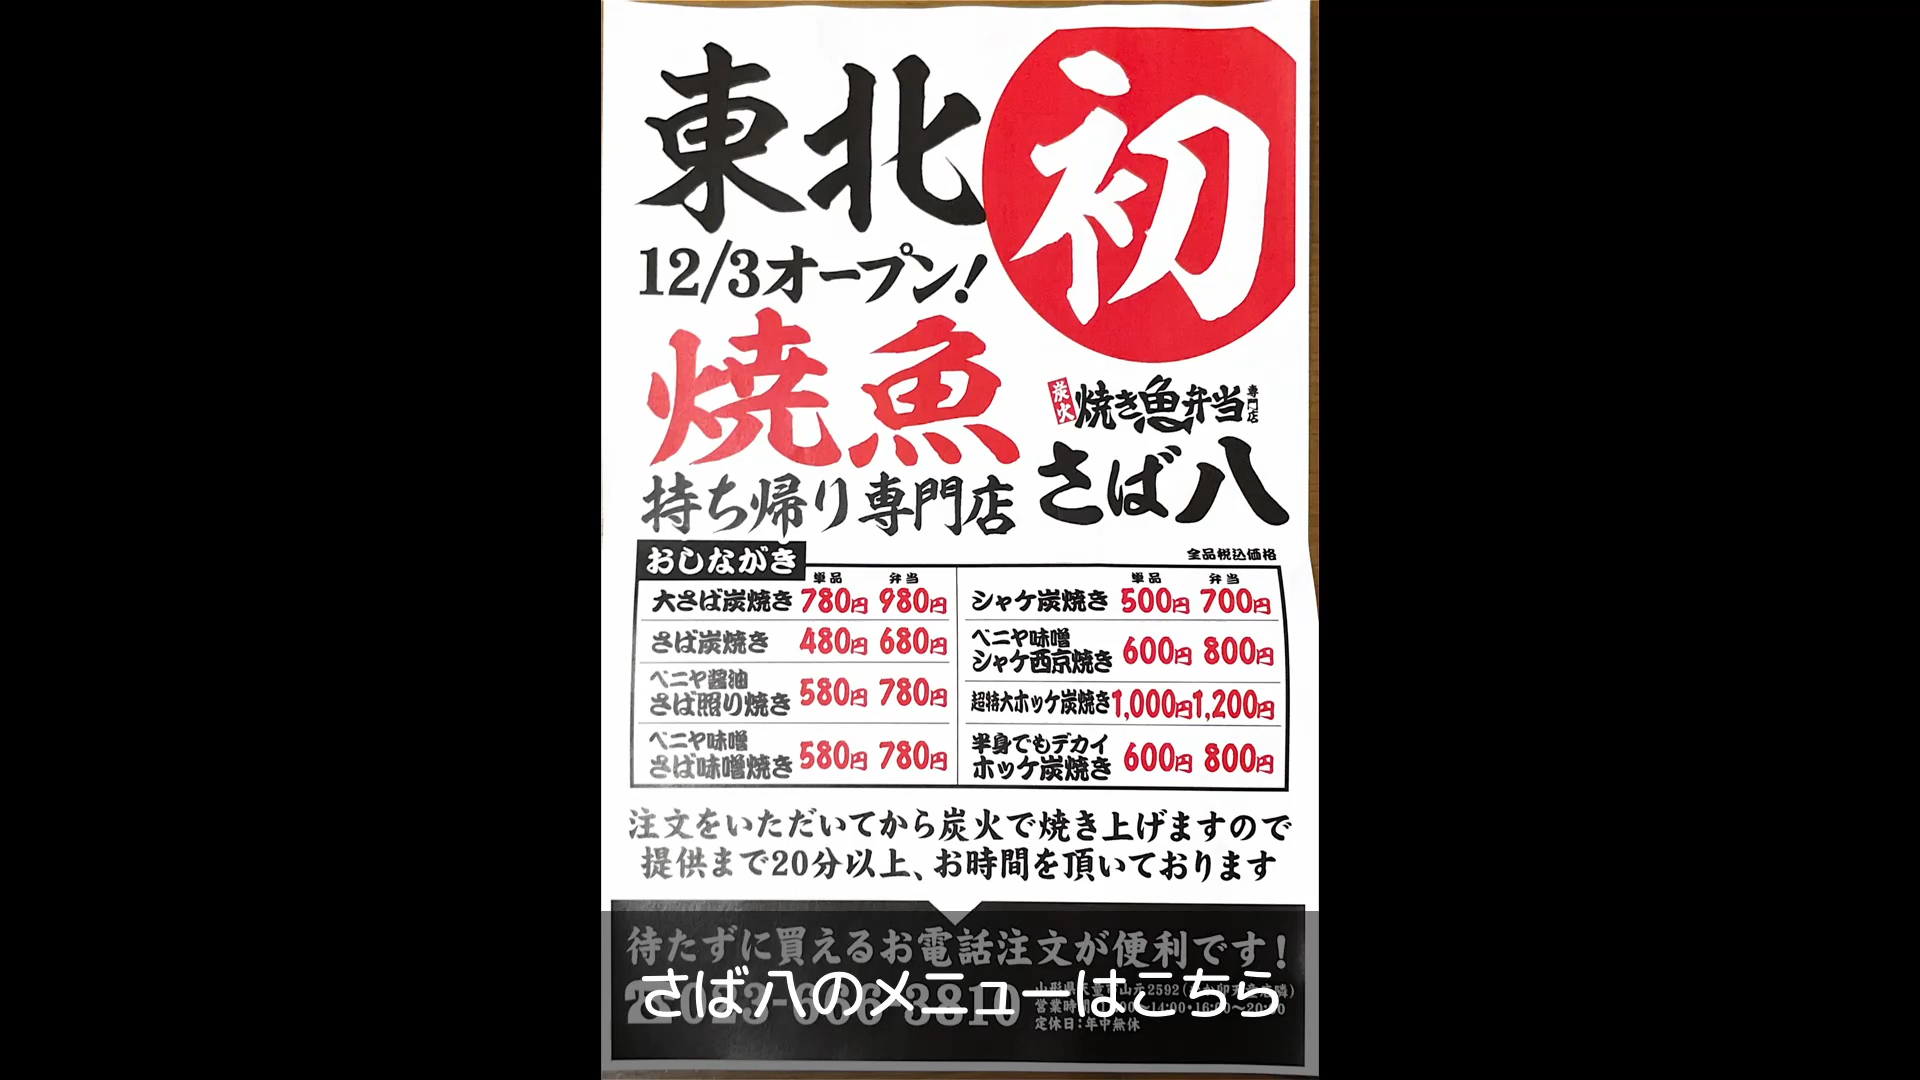 東北初
12/3オープン!
焼魚
持ち帰り専門店
炭火 焼き魚弁当 専門店
さば八
おしながき
全品税込価格
単品 弁当
大さば炭焼き 780円 980円
さば炭焼き 480円 680円
ベニヤ醤油
さば照り焼き 580円 780円
ベニヤ味噌
さば味噌焼き 580円 780円
単品 弁当
シャケ炭焼き 500円 700円
ベニヤ味噌
シャケ西京焼き 600円 800円
超特大ホッケ炭焼き 1,000円 1,200円
半身でもデカイ
ホッケ炭焼き 600円 800円
注文をいただいてから炭火で焼き上げますので
提供まで20分以上、お時間を頂いております
待たずに買えるお電話注文が便利です!
☎023-666-3810
定休日:年中無休
さば八のメニューはこちら